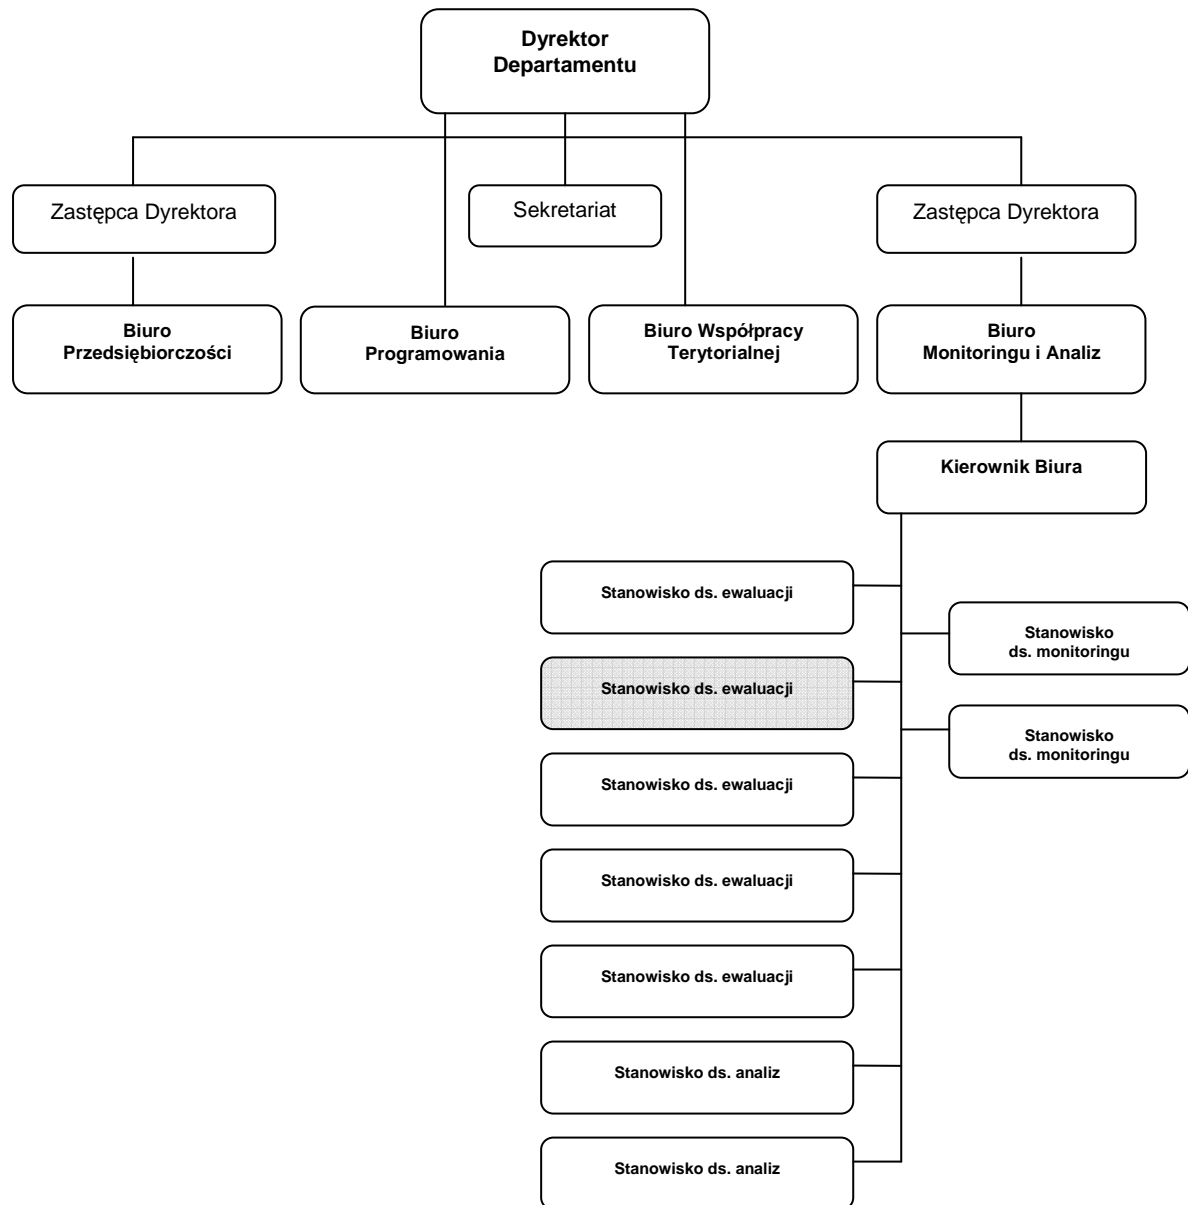 Dyrektor
Departamentu
Zastępca Dyrektora
Sekretariat
Zastępca Dyrektora
Biuro
Przedsiębiorczości
Biuro
Programowania
Biuro Współpracy
Terytorialnej
Biuro
Monitoringu i Analiz
Kierownik Biura
Stanowisko ds. ewaluacji
Stanowisko
ds. monitoringu
Stanowisko ds. ewaluacji
Stanowisko
ds. monitoringu
Stanowisko ds. ewaluacji
Stanowisko ds. ewaluacji
Stanowisko ds. ewaluacji
Stanowisko ds. analiz
Stanowisko ds. analiz